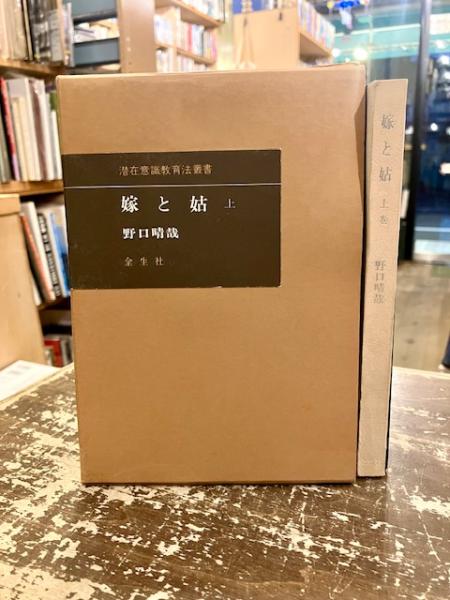 潜在意識教育法叢書
嫁と姑 上
野口晴哉
全生社
嫁と姑 上巻
野口晴哉